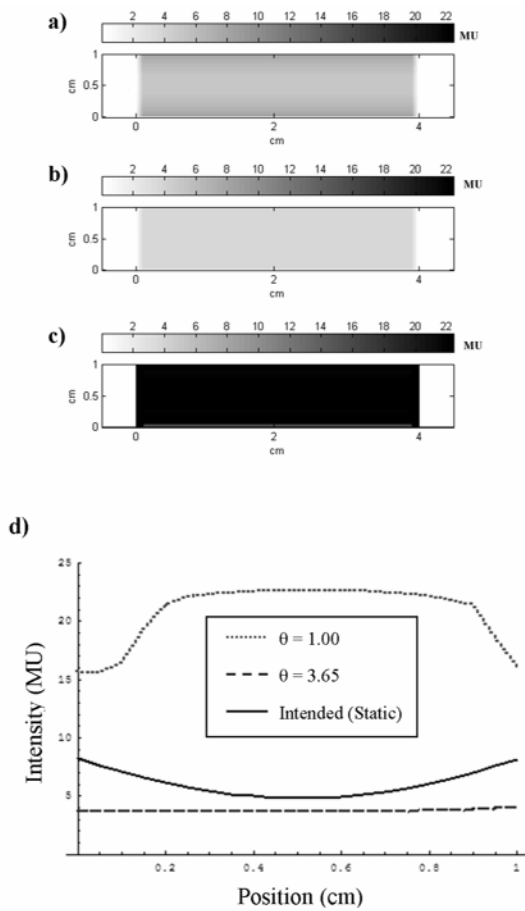 a)
2 4 6 8 10 12 14 16 18 20 22
MU
1
0.5
0
cm
0 2 4
cm
b)
2 4 6 8 10 12 14 16 18 20 22
MU
1
0.5
0
cm
0 2 4
cm
c)
2 4 6 8 10 12 14 16 18 20 22
MU
1
0.5
0
cm
0 2 4
cm
d)
25
20
15
10
5
Intensity (MU)
θ = 1.00
θ = 3.65
Intended (Static)
0.2 0.4 0.6 0.8 1
Position (cm)